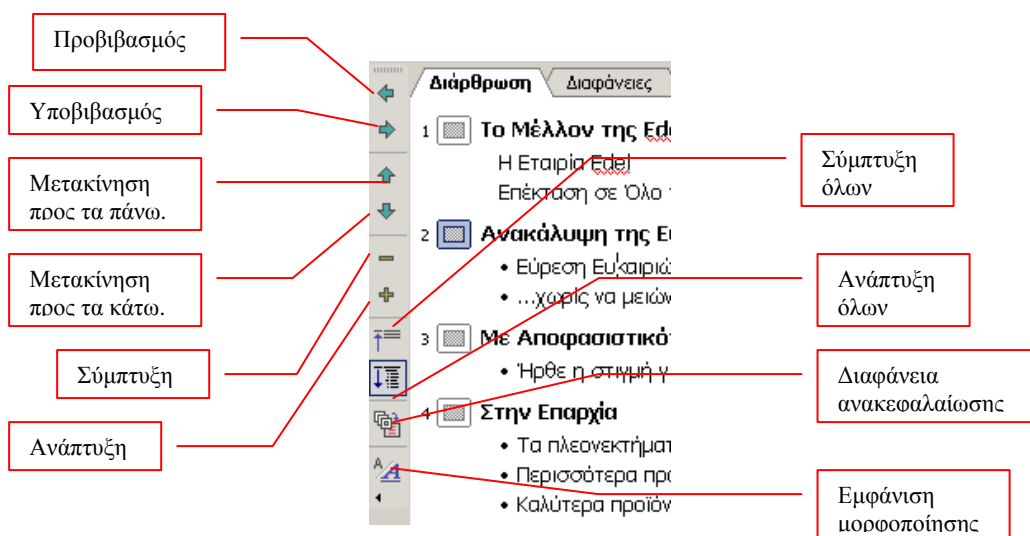 Προβιβασμός
Υποβιβασμός
Μετακίνηση
προς τα πάνω.
Μετακίνηση
προς τα κάτω.
Σύμπτυξη
Ανάπτυξη
Διάρθρωση Διαφάνειες
1 Το Μέλλον της Ede
Η Εταιρία Edel
Επέκταση σε Όλο
2 Ανακάλυψη της Ε
• Εύρεση Ευκαιριώ
• ...χωρίς να μειών
3 Με Αποφασιστικό
• Ήρθε η στιγμή γ
4 Στην Επαρχία
• Τα πλεονεκτήματ
• Περισσότερα προ
• Καλύτερα προϊόν
Σύμπτυξη
όλων
Ανάπτυξη
όλων
Διαφάνεια
ανακεφαλαίωσης
Εμφάνιση
μορφοποίησης